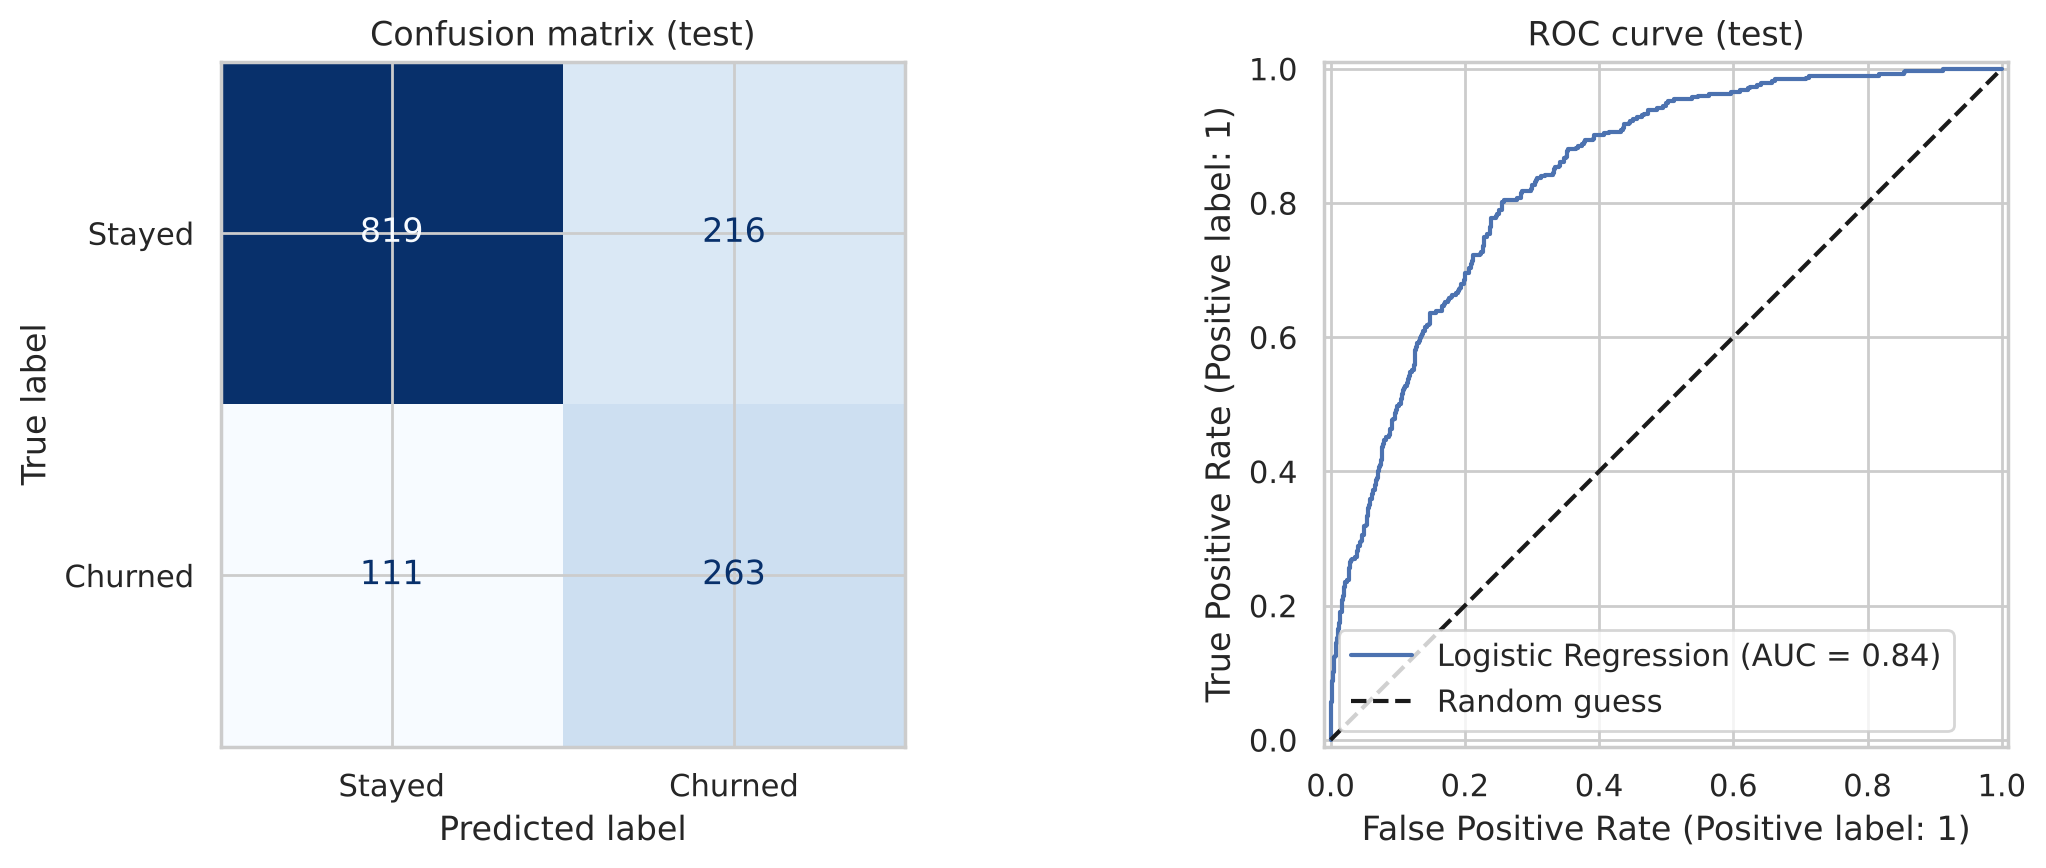 Confusion matrix (test)
True label
Stayed
Churned
819
216
111
263
Stayed
Churned
Predicted label
ROC curve (test)
True Positive Rate (Positive label: 1)
1.0
0.8
0.6
0.4
0.2
0.0
Logistic Regression (AUC = 0.84)
Random guess
0.0
0.2
0.4
0.6
0.8
1.0
False Positive Rate (Positive label: 1)